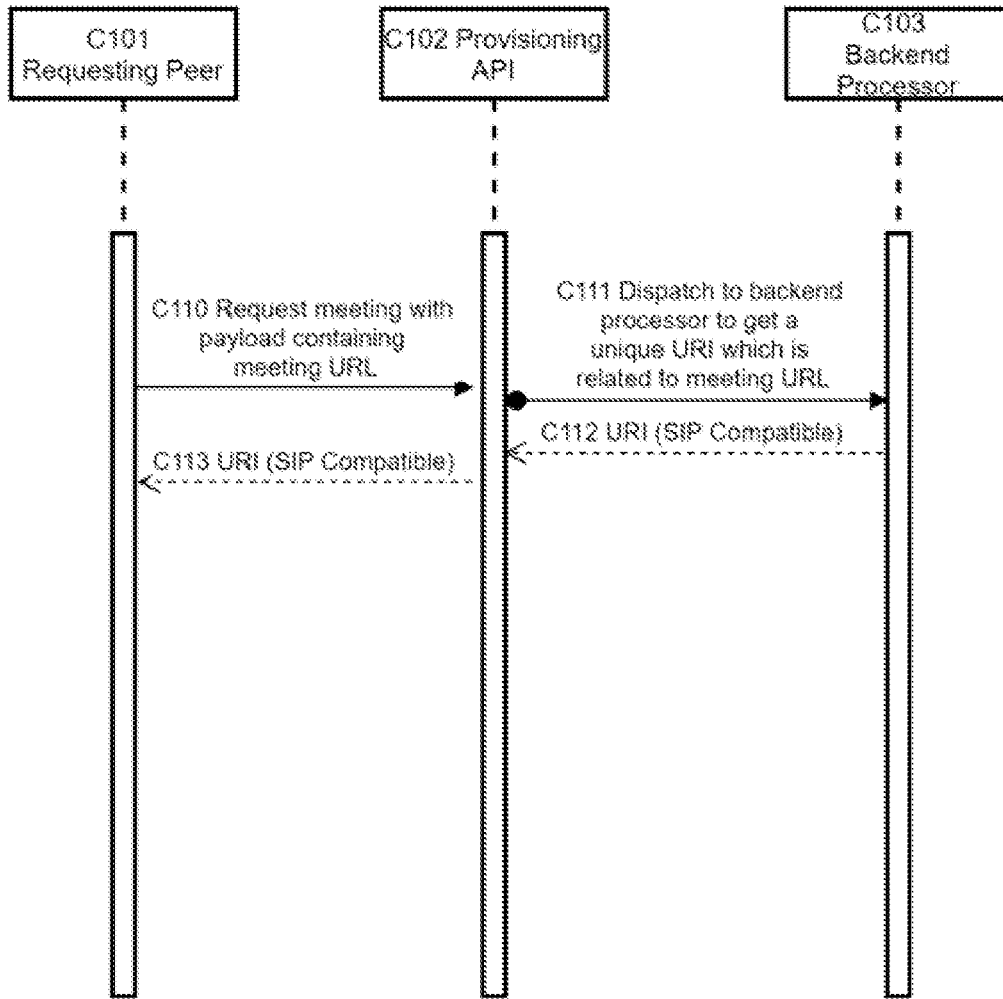 C101
Requesting Peer
C102 Provisioning
API
C103
Backend
Processor
C110 Request meeting with
payload containing
meeting URL
C111 Dispatch to backend
processor to get a
unique URI which is
related to meeting URL
C112 URI (SIP Compatible)
C113 URI (SIP Compatible)